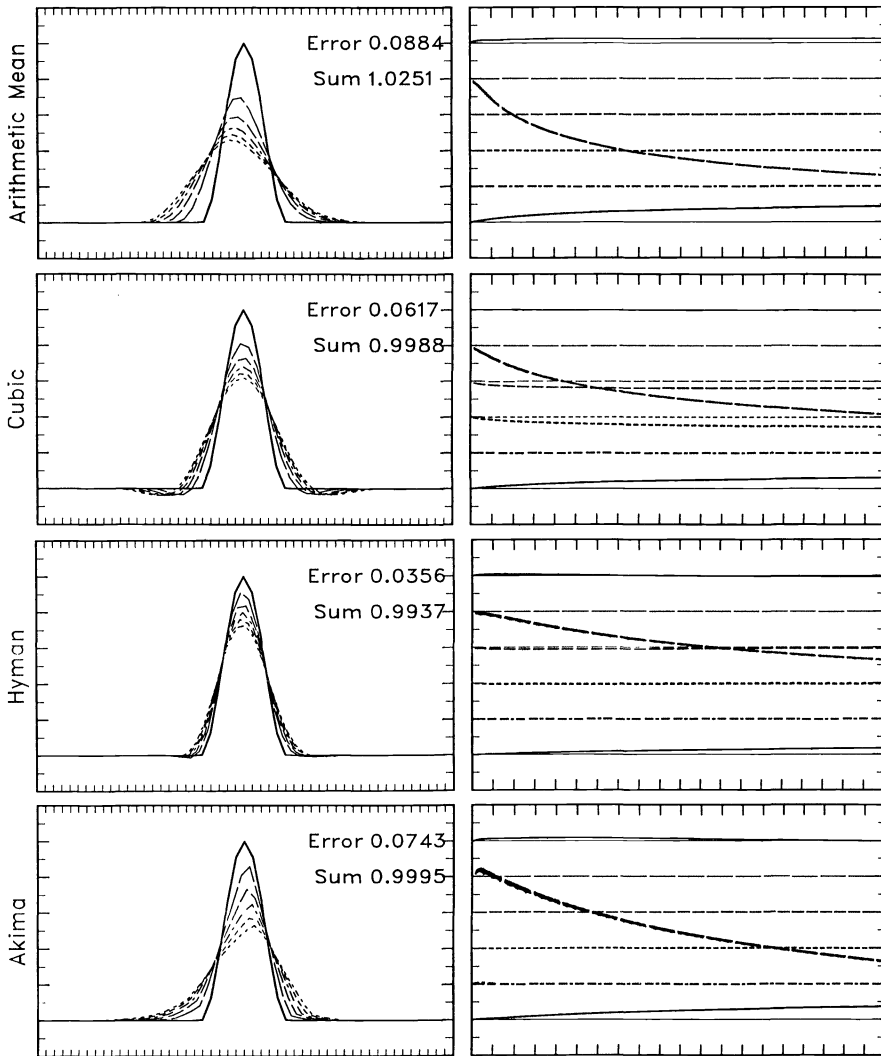 Arithmetic Mean
Error 0.0884
Sum 1.0251
Cubic
Error 0.0617
Sum 0.9988
Hyman
Error 0.0356
Sum 0.9937
Akima
Error 0.0743
Sum 0.9995